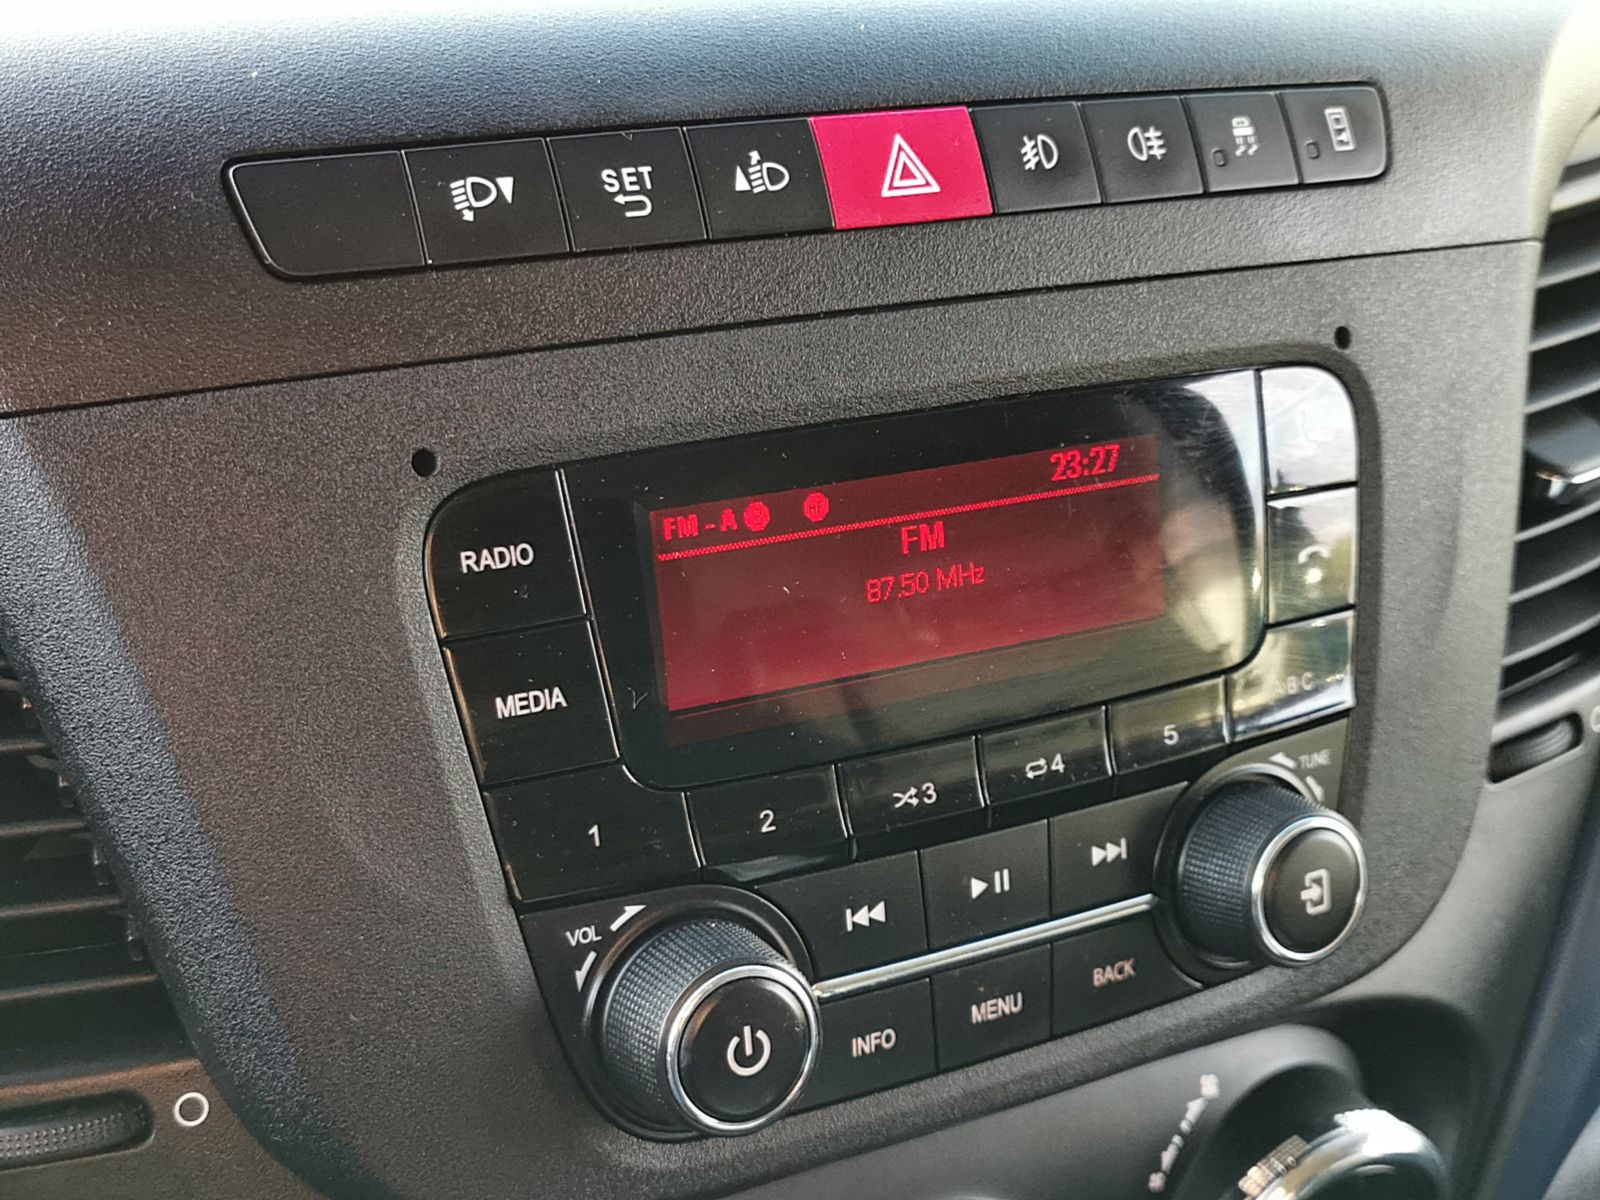 SET
23:27
FM-A
FM
87.50 MHz
RADIO
MEDIA
ABC
1
2
3
4
5
TUNE
VOL
INFO
MENU
BACK